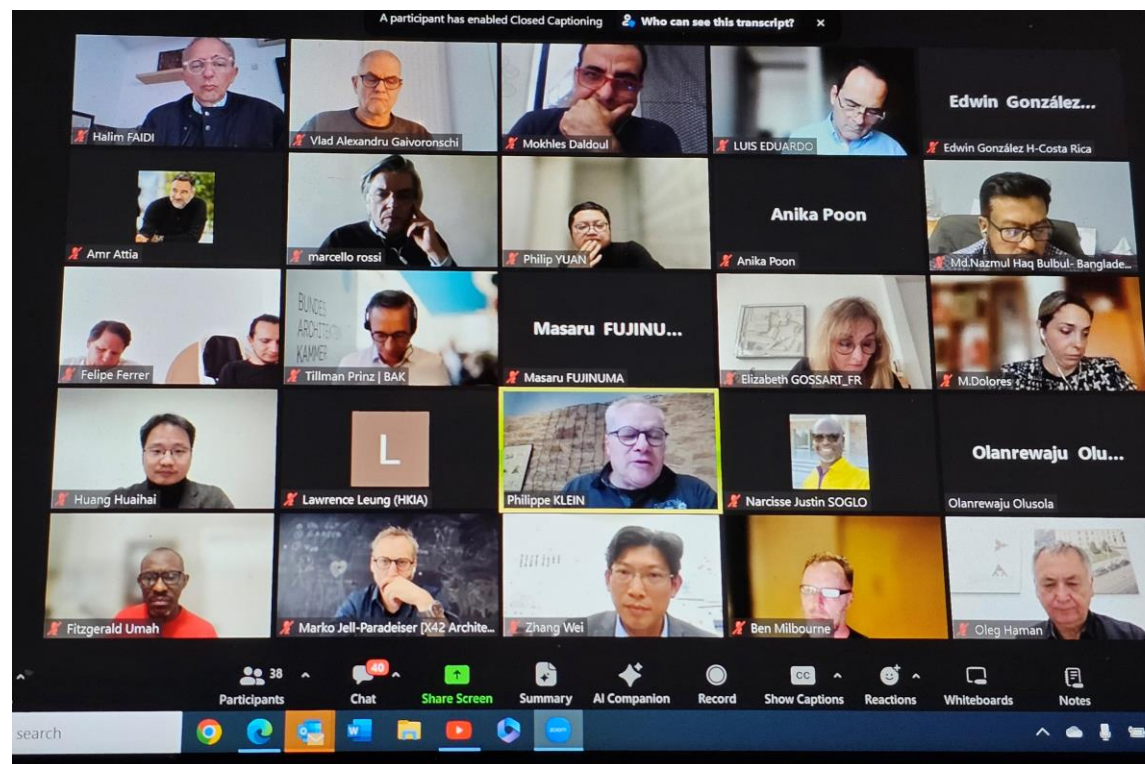 A participant has enabled Closed Captioning Who can see this transcript? ×
Halim FAIDI
Vlad Alexandru Gaivoronschi
Mokhles Daldoul
LUIS EDUARDO
Edwin González...
Edwin González H-Costa Rica
Amr Attia
marcello rossi
Philip YUAN
Anika Poon
Anika Poon
Md.Nazmul Haq Bulbul- Banglade...
Felipe Ferrer
BUNDES
ARCHITEKTEN
KAMMER
Tillman Prinz | BAK
Masaru FUJINU...
Masaru FUJINUMA
Elizabeth GOSSART_FR
M.Dolores
Huang Huaihai
L
Lawrence Leung (HKIA)
Philippe KLEIN
Narcisse Justin SOGLO
Olanrewaju Olu...
Olanrewaju Olusola
Fitzgerald Umah
Marko Jell-Paradeiser [X42 Archite...
Zhang Wei
Ben Milbourne
Oleg Haman
38
40
CC
Participants
Chat
Share Screen
Summary
AI Companion
Record
Show Captions
Reactions
Whiteboards
Notes
search
zoom